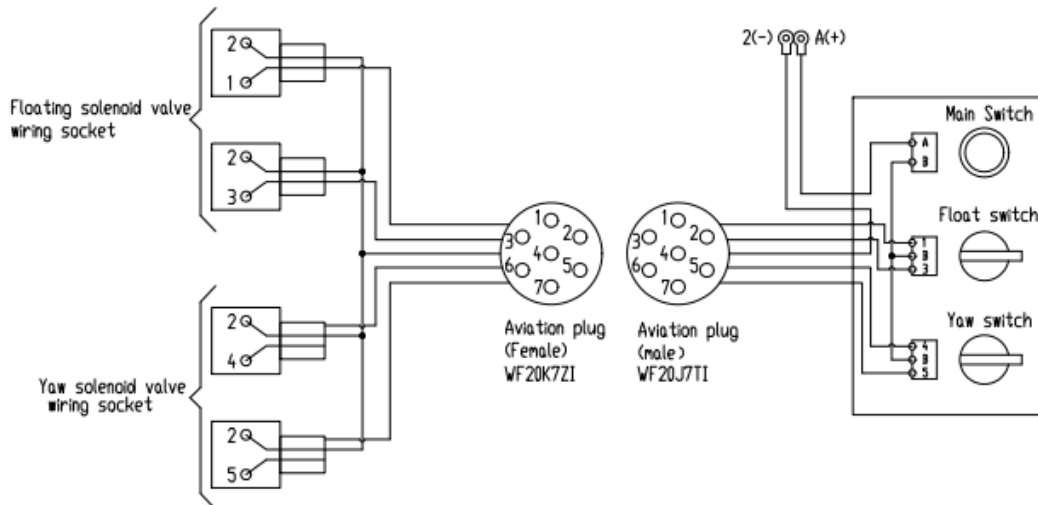 2
1
Floating solenoid valve
wiring socket
2
3
2
4
Yaw solenoid valve
wiring socket
2
5
1
3
2
4
6
5
7
Aviation plug
(Female)
WF20K7ZI
1
3
2
4
6
5
7
Aviation plug
(male)
WF20J7TI
2(-)
A(+)
Main Switch
A
B
Float switch
1
B
3
Yaw switch
4
B
5